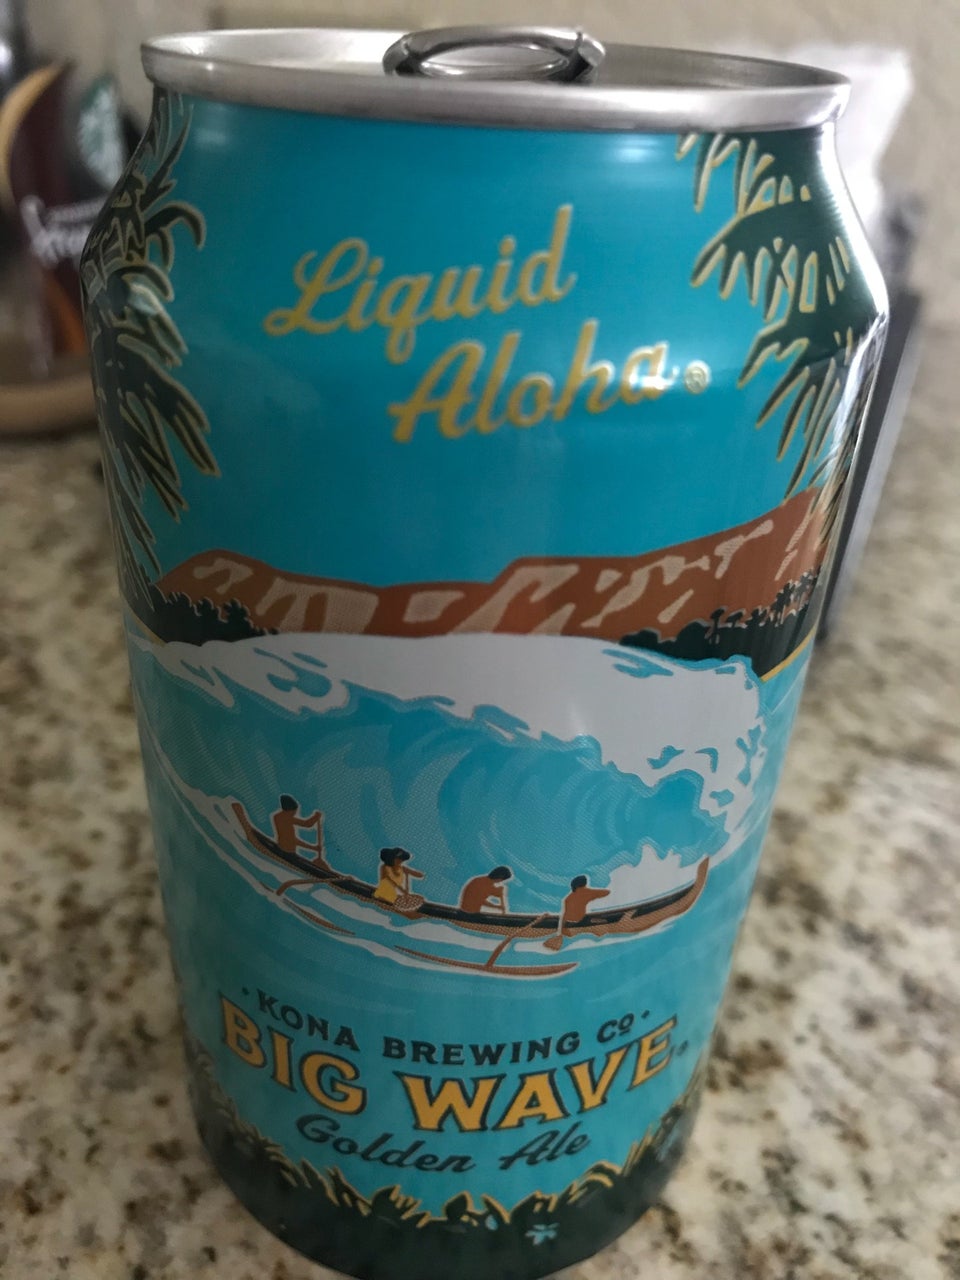 Liquid
Aloha®
· KONA BREWING Cº ·
BIG WAVE
Golden Ale